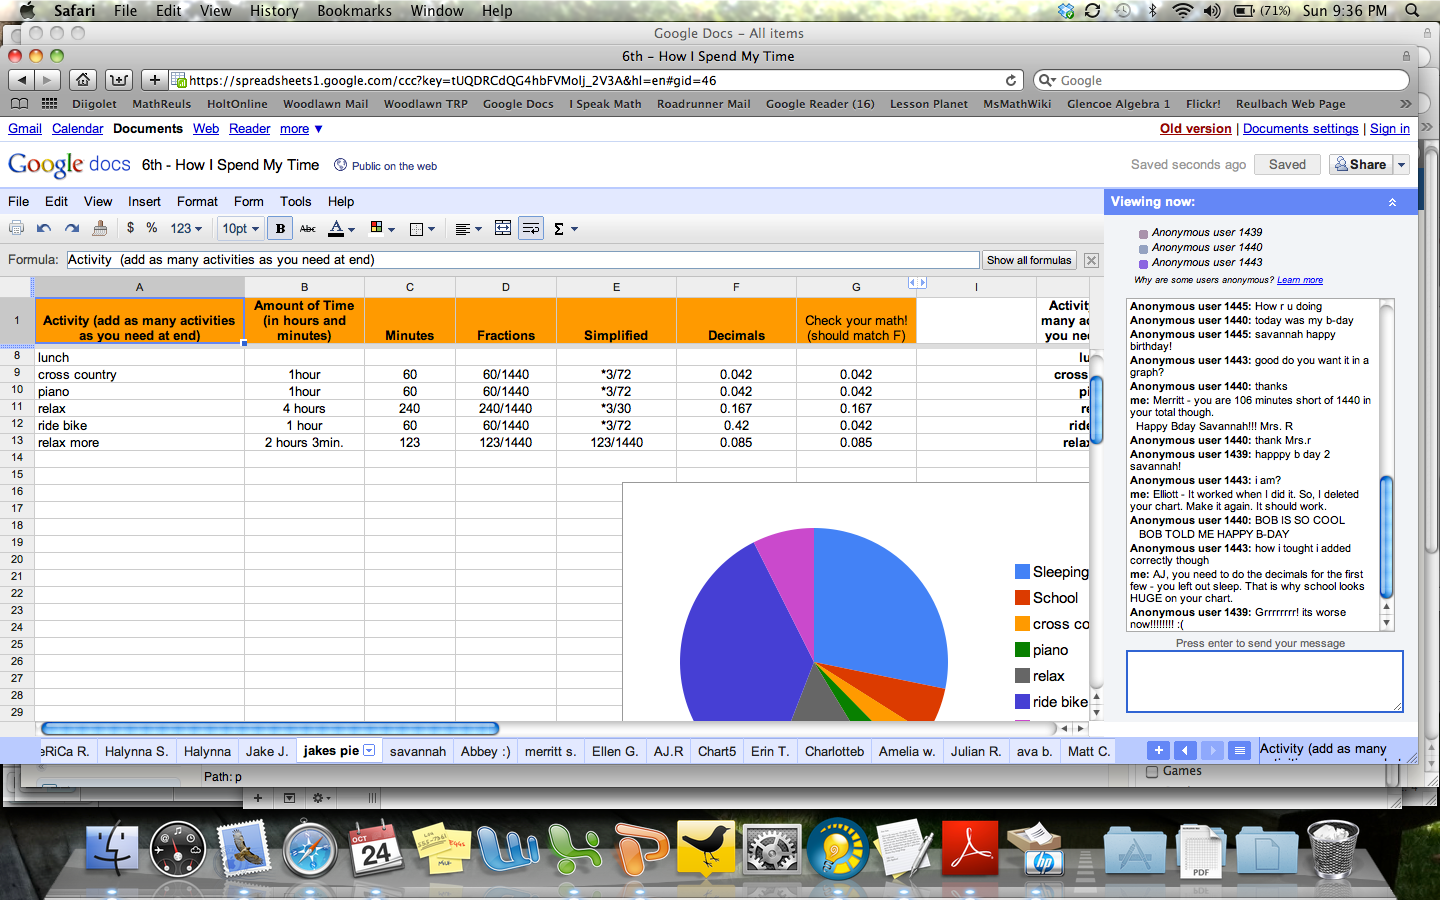 Safari File Edit View History Bookmarks Window Help (71%) Sun 9:36 PM
Google Docs - All items
6th - How I Spend My Time
https://spreadsheets1.google.com/ccc?key=tUQDRCdQG4hbFVMolj_2V3A&hl=en#gid=46 Google
Diigolet MathReuls HoltOnline Woodlawn Mail Woodlawn TRP Google Docs I Speak Math Roadrunner Mail Google Reader (16) Lesson Planet MsMathWiki Glencoe Algebra 1 Flickr! Reulbach Web Page
Gmail Calendar Documents Web Reader more ▼ Old version | Documents settings | Sign in
Google docs 6th - How I Spend My Time Public on the web Saved seconds ago Saved Share
File Edit View Insert Format Form Tools Help
$ % 123 10pt B Abc A Σ
Formula: Activity (add as many activities as you need at end) Show all formulas
A B C D E F G I
1
Activity (add as many activities
as you need at end)
Amount of Time
(in hours and
minutes)
Minutes
Fractions
Simplified
Decimals
Check your math!
(should match F)
Activit
many ac
you nee
8 lunch lu
9 cross country 1hour 60 60/1440 *3/72 0.042 0.042 cross
10 piano 1hour 60 60/1440 *3/72 0.042 0.042 pi
11 relax 4 hours 240 240/1440 *3/30 0.167 0.167 re
12 ride bike 1 hour 60 60/1440 *3/72 0.42 0.042 ride
13 relax more 2 hours 3min. 123 123/1440 123/1440 0.085 0.085 relax
14
15
16
17
18
19
20
21
22
23
24
25
26
27
28
29
Sleeping
School
cross co
piano
relax
ride bike
Viewing now:
Anonymous user 1439
Anonymous user 1440
Anonymous user 1443
Why are some users anonymous? Learn more
Anonymous user 1445: How r u doing
Anonymous user 1440: today was my b-day
Anonymous user 1445: savannah happy
birthday!
Anonymous user 1443: good do you want it in a
graph?
Anonymous user 1440: thanks
me: Merritt - you are 106 minutes short of 1440 in
your total though.
Happy Bday Savannah!!! Mrs. R
Anonymous user 1440: thank Mrs.r
Anonymous user 1439: happpy b day 2
savannah!
Anonymous user 1443: i am?
me: Elliott - It worked when I did it. So, I deleted
your chart. Make it again. It should work.
Anonymous user 1440: BOB IS SO COOL
BOB TOLD ME HAPPY B-DAY
Anonymous user 1443: how i tought i added
correctly though
me: AJ, you need to do the decimals for the first
few - you left out sleep. That is why school looks
HUGE on your chart.
Anonymous user 1439: Grrrrrrrr! its worse
now!!!!!!!! :(
Press enter to send your message
eRiCa R. Halynna S. Halynna Jake J. jakes pie savannah Abbey :) merritt s. Ellen G. AJ.R Chart5 Erin T. Charlotteb Amelia w. Julian R. ava b. Matt C. Activity (add as many
Path: p Games
OCT
24
PDF
hp